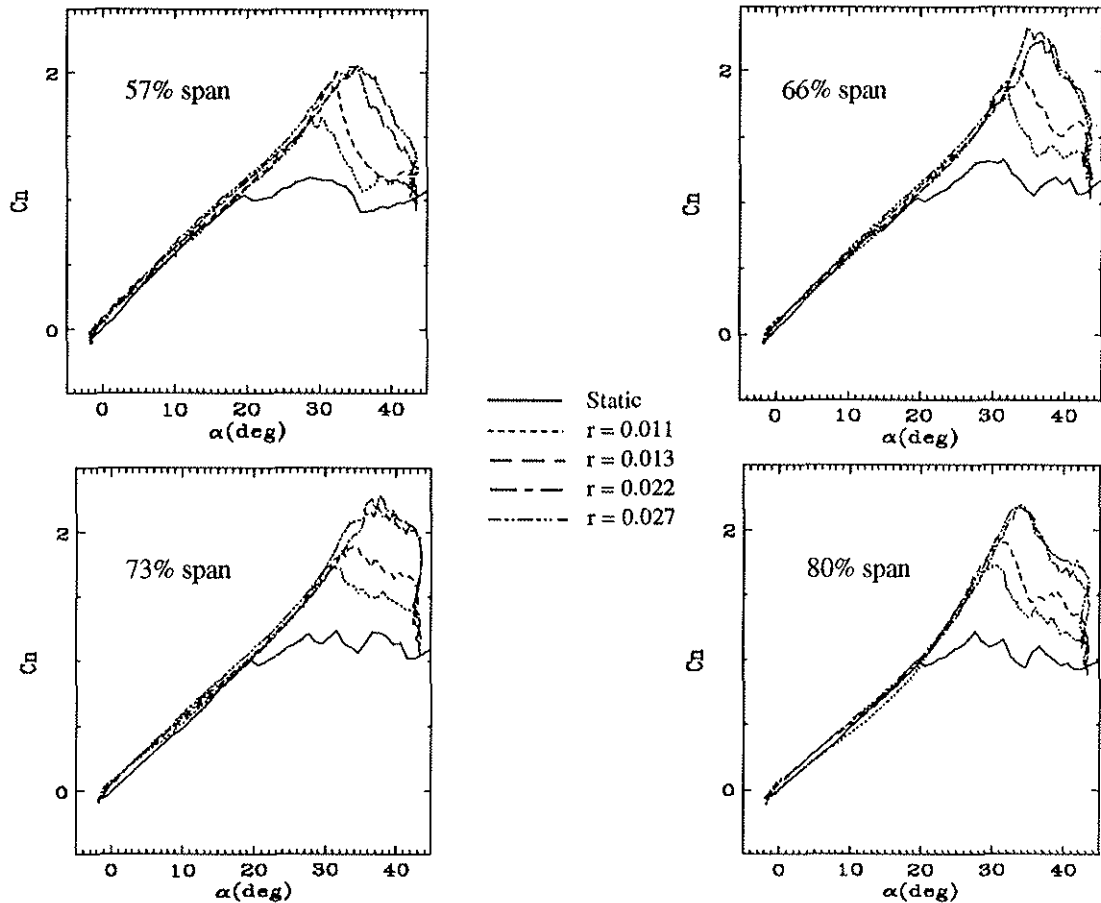 2
57% span
Cn
0
0 10 20 30 40
α(deg)
2
66% span
Cn
0
0 10 20 30 40
α(deg)
Static
r = 0.011
r = 0.013
r = 0.022
r = 0.027
2
73% span
Cn
0
0 10 20 30 40
α(deg)
2
80% span
Cn
0
0 10 20 30 40
α(deg)